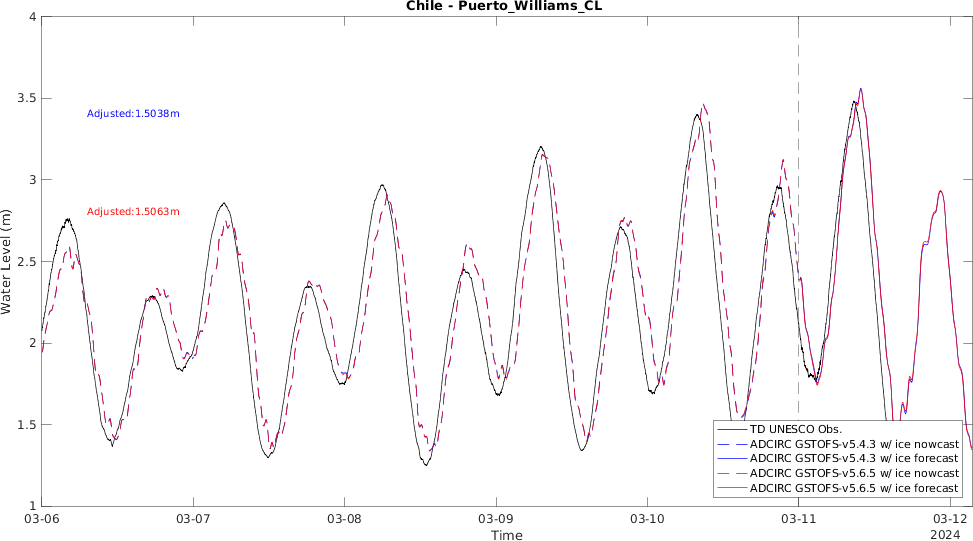 Chile - Puerto_Williams_CL
4
3.5
3
2.5
2
1.5
1
Water Level (m)
Adjusted:1.5038m
Adjusted:1.5063m
TD UNESCO Obs.
ADCIRC GSTOFS-v5.4.3 w/ ice nowcast
ADCIRC GSTOFS-v5.4.3 w/ ice forecast
ADCIRC GSTOFS-v5.6.5 w/ ice nowcast
ADCIRC GSTOFS-v5.6.5 w/ ice forecast
03-06 03-07 03-08 03-09 03-10 03-11 03-12
Time
2024